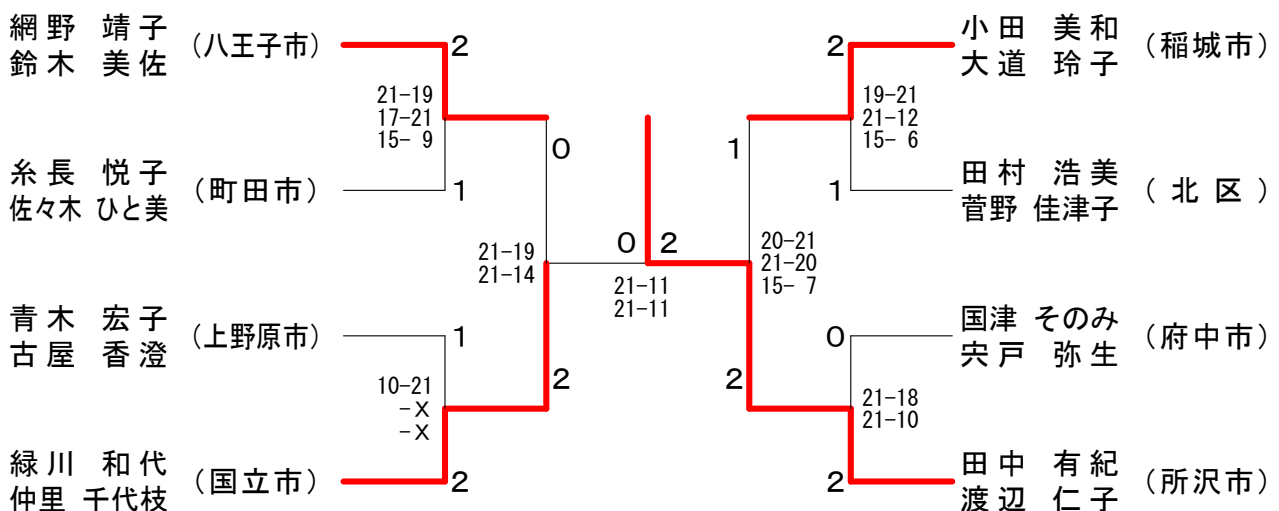 網野 靖子
鈴木 美佐
(八王子市)
2
21-19
17-21
15- 9
0
糸長 悦子
佐々木 ひと美
(町田市)
1
21-19
21-14
青木 宏子
古屋 香澄
(上野原市)
1
10-21
-X
-X
2
緑川 和代
仲里 千代枝
(国立市)
2
0
2
21-11
21-11
小田 美和
大道 玲子
(稲城市)
2
19-21
21-12
15- 6
1
田村 浩美
菅野 佳津子
(北区)
1
20-21
21-20
15- 7
国津 そのみ
宍戸 弥生
(府中市)
0
21-18
21-10
2
田中 有紀
渡辺 仁子
(所沢市)
2